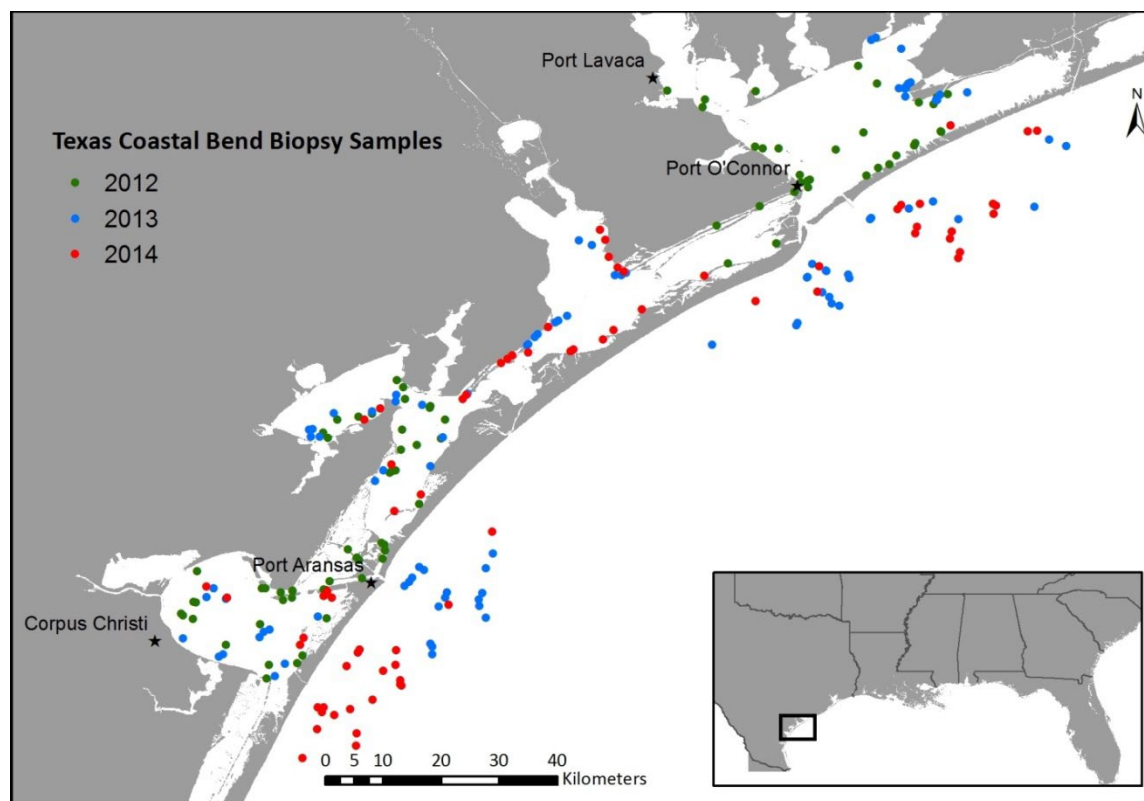 Port Lavaca
N
Texas Coastal Bend Biopsy Samples
2012
2013
2014
Port O'Connor
Port Aransas
Corpus Christi
0 5 10 20 30 40
Kilometers